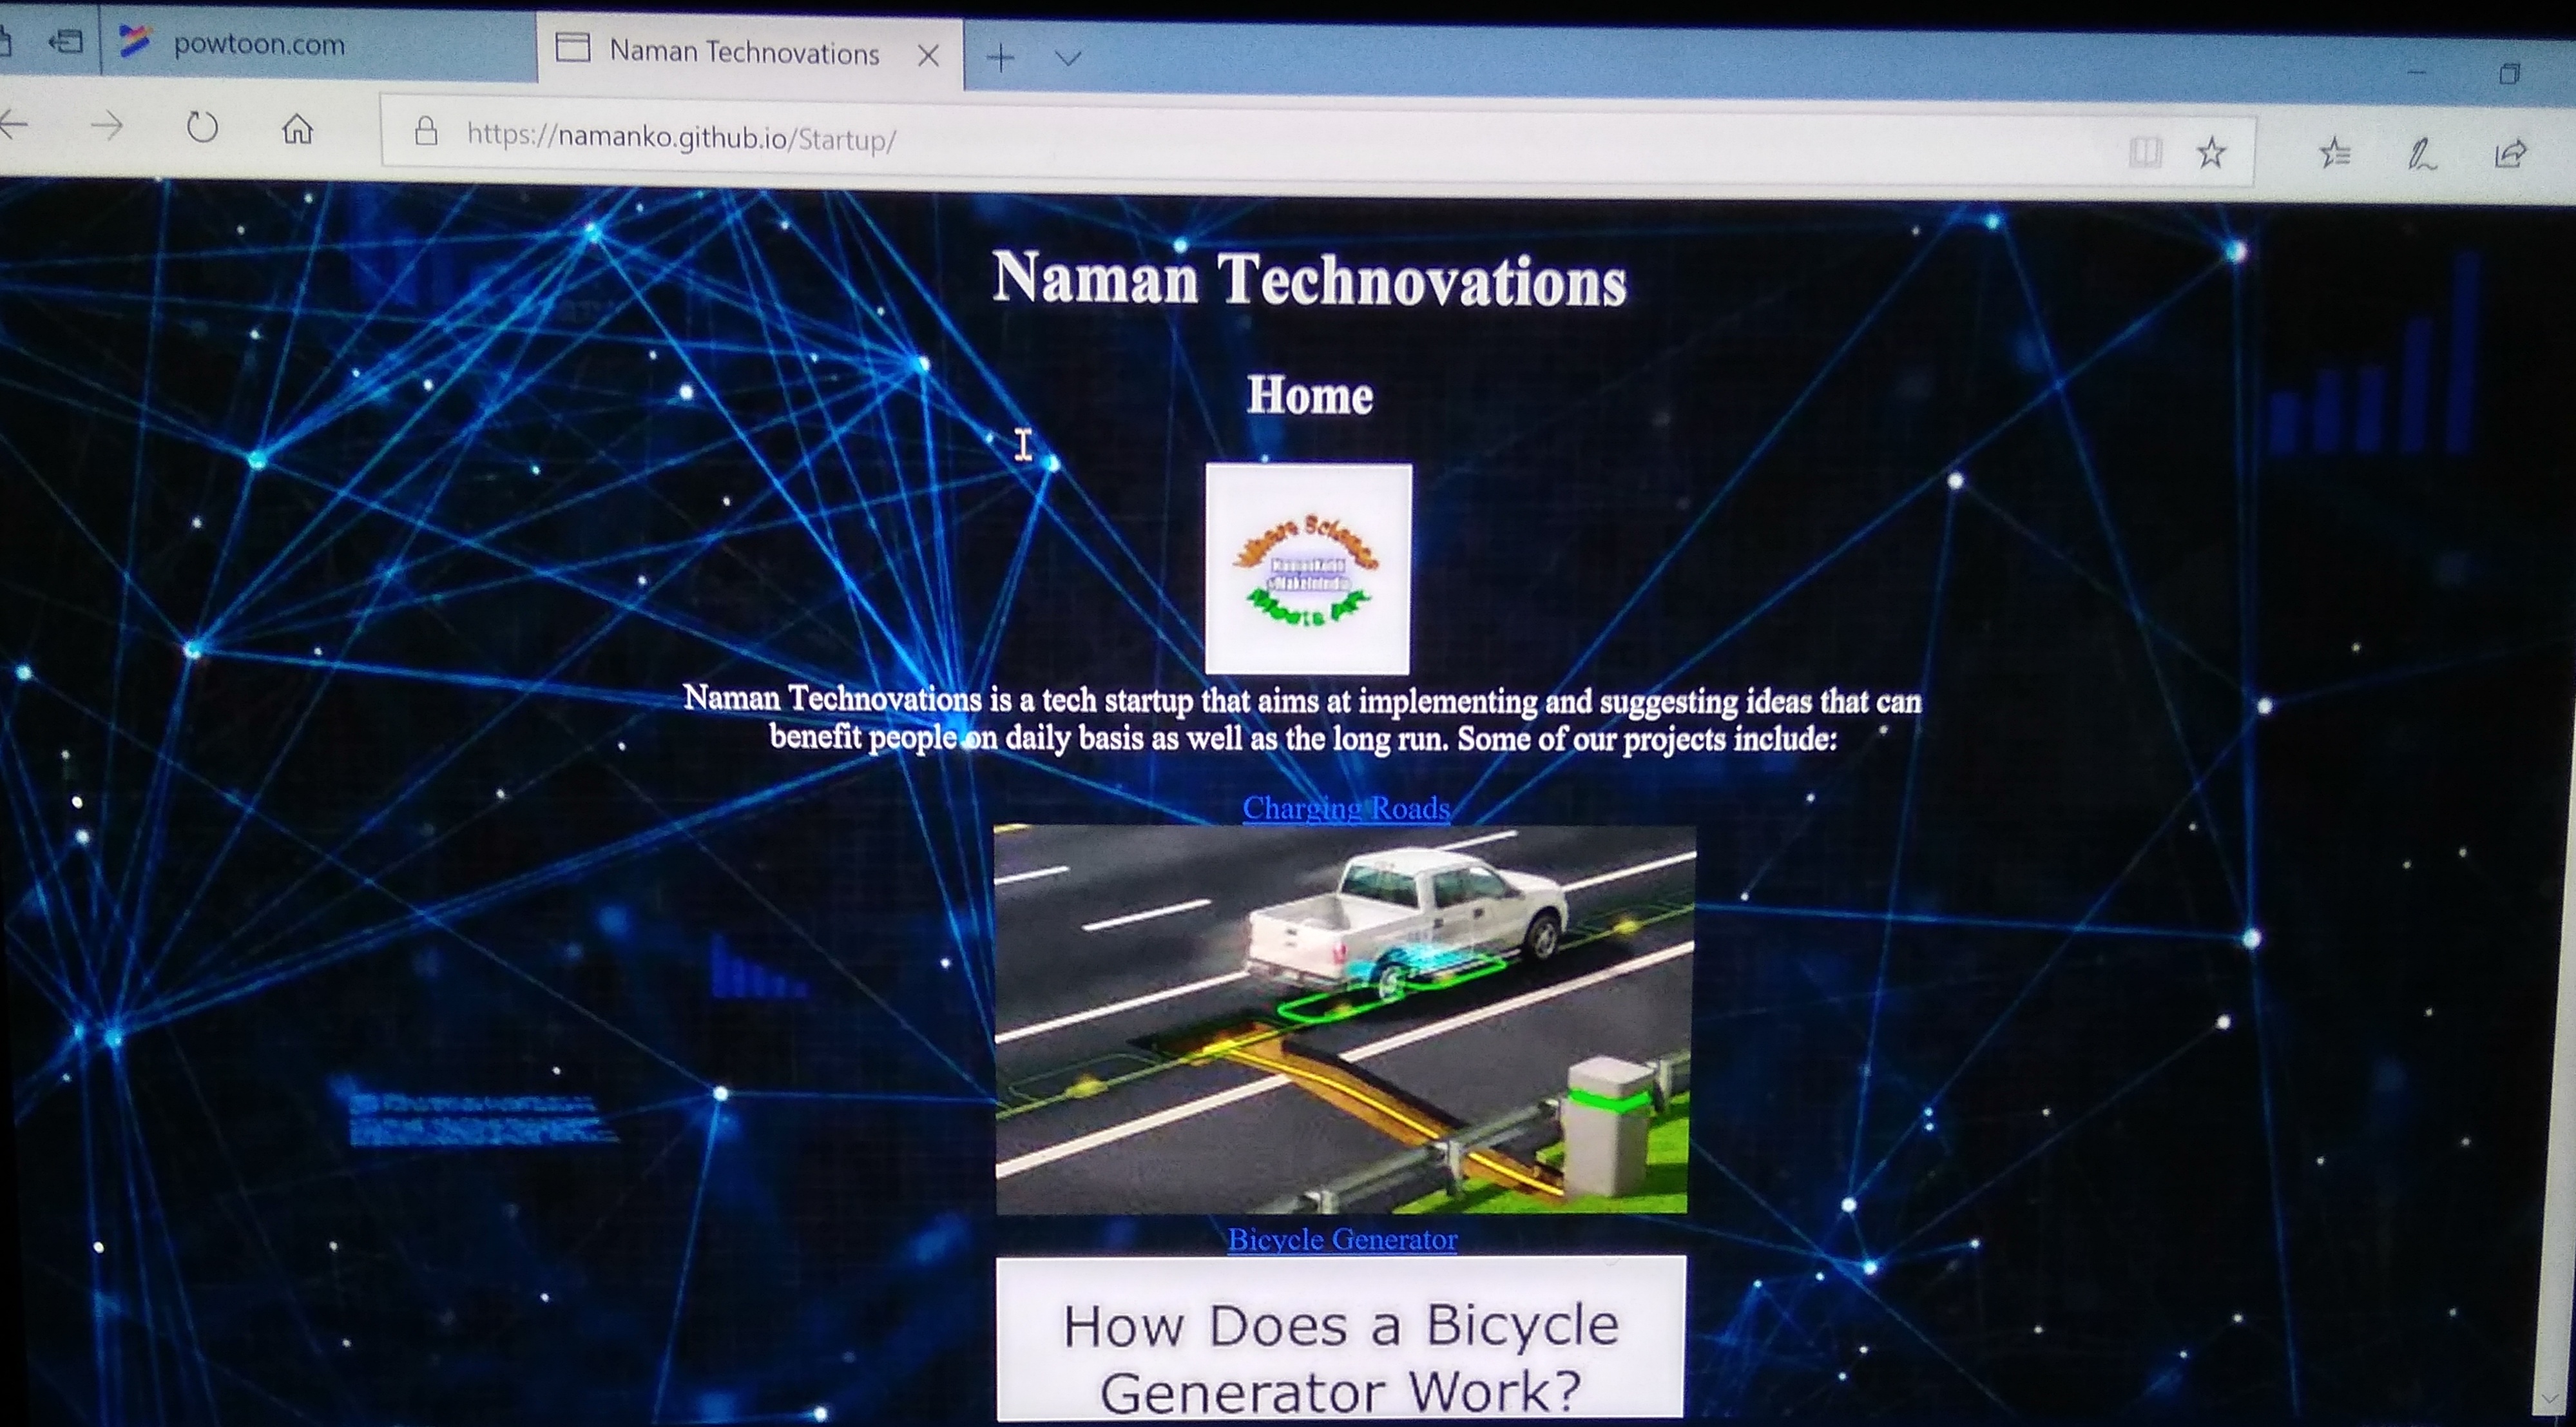 powtoon.com
Naman Technovations
https://namanko.github.io/Startup/
Naman Technovations
Home
Where Science
Meets Art
Naman Technovations is a tech startup that aims at implementing and suggesting ideas that can
benefit people on daily basis as well as the long run. Some of our projects include:
Charging Roads
Bicycle Generator
How Does a Bicycle
Generator Work?